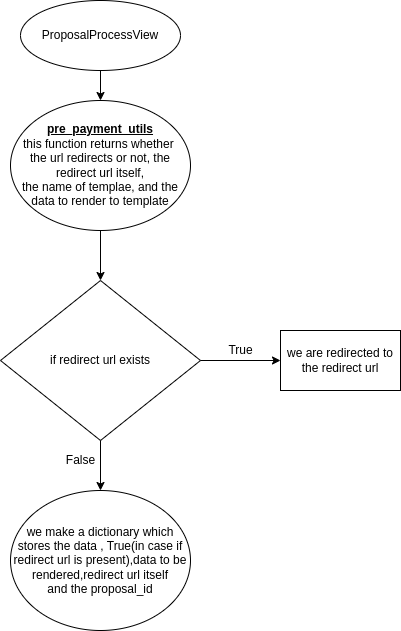 ProposalProcessView
pre_payment_utils
this function returns whether
the url redirects or not, the
redirect url itself,
the name of templae, and the
data to render to template
if redirect url exists
True
we are redirected to
the redirect url
False
we make a dictionary which
stores the data , True(in case if
redirect url is present),data to be
rendered,redirect url itself
and the proposal_id